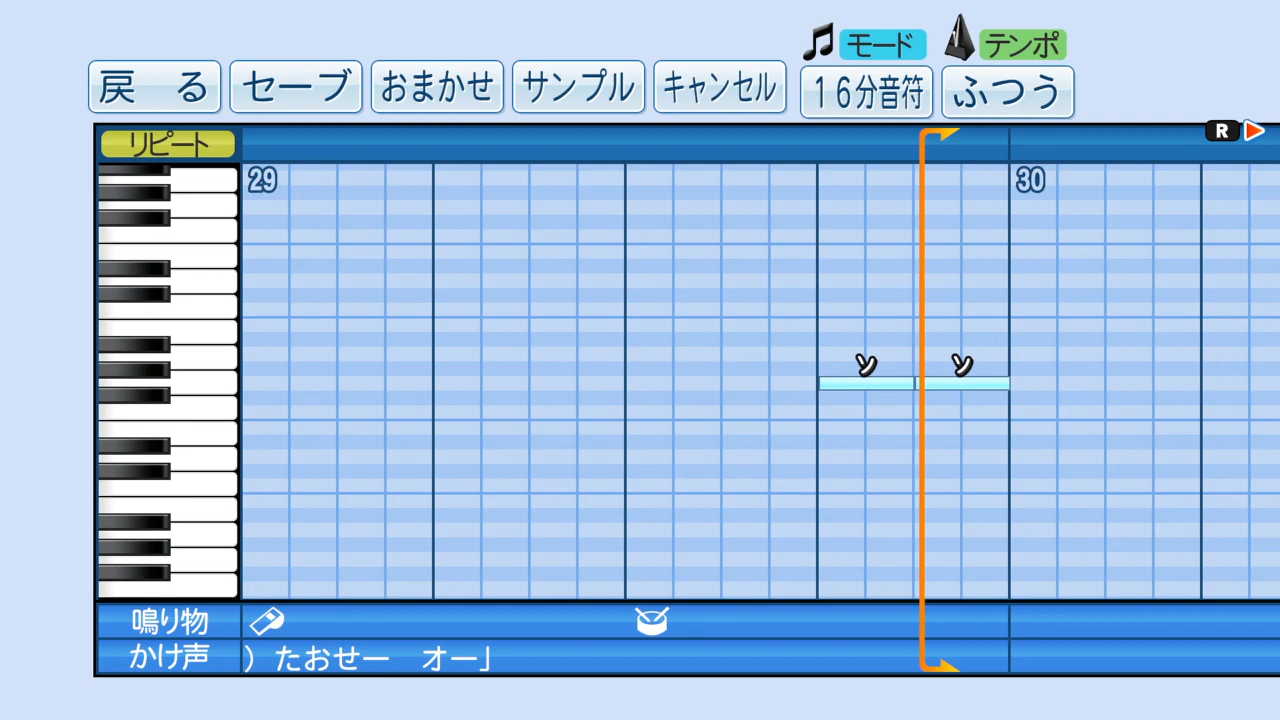 モード テンポ
戻 る セーブ おまかせ サンプル キャンセル 16分音符 ふつう
リピート R
29 30
ソ ソ
鳴り物
かけ声 ）たおせー オー」